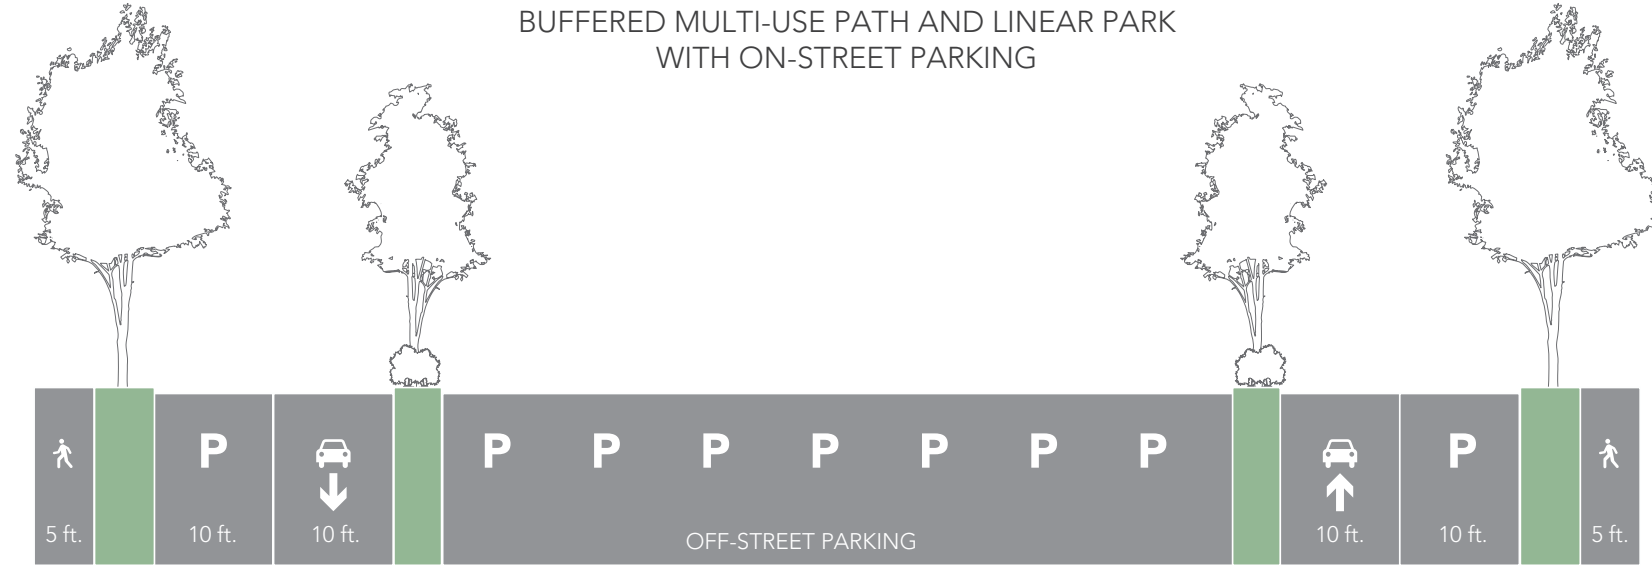 BUFFERED MULTI-USE PATH AND LINEAR PARK
WITH ON-STREET PARKING
P P P P P P P P P
5 ft. 10 ft. 10 ft. OFF-STREET PARKING 10 ft. 10 ft. 5 ft.